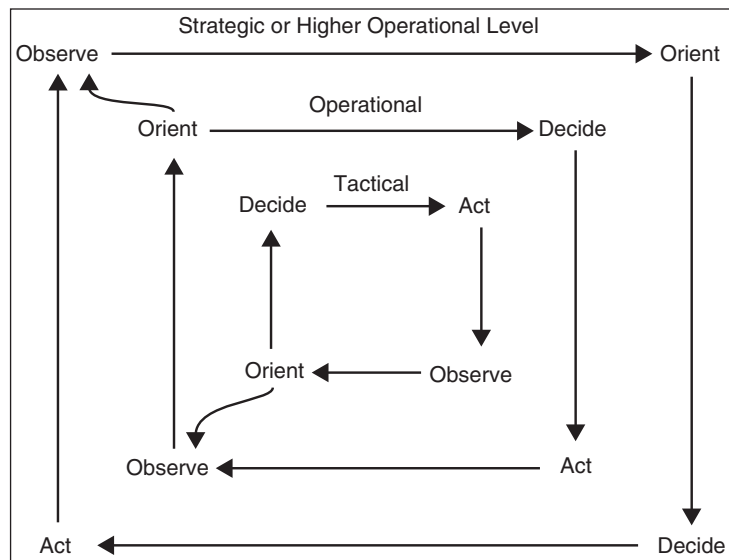 Strategic or Higher Operational Level
Observe
Orient
Operational
Orient
Decide
Tactical
Decide
Act
Orient
Observe
Observe
Act
Act
Decide